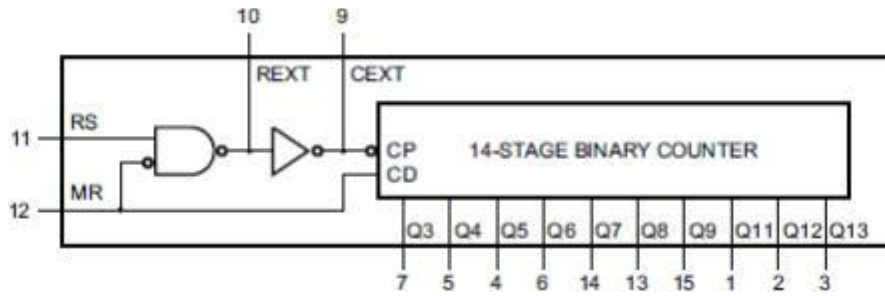 10 9
REXT CEXT
RS
11
CP 14-STAGE BINARY COUNTER
CD
MR
12
Q3 Q4 Q5 Q6 Q7 Q8 Q9 Q11 Q12 Q13
7 5 4 6 14 13 15 1 2 3